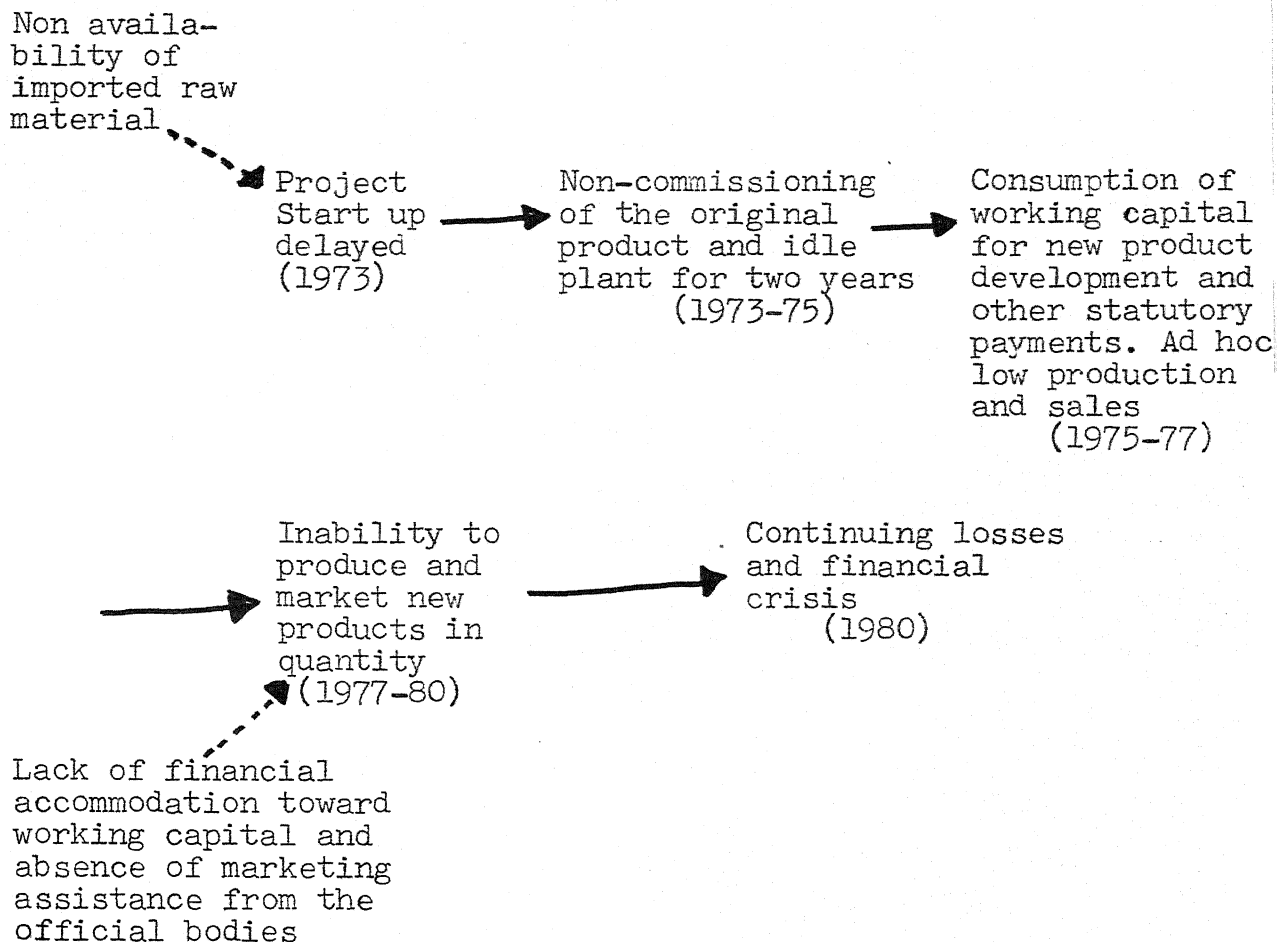 Non availa-
bility of
imported raw
material
Project
Start up
delayed
(1973)
Non-commissioning
of the original
product and idle
plant for two years
(1973-75)
Consumption of
working capital
for new product
development and
other statutory
payments. Ad hoc
low production
and sales
(1975-77)
Inability to
produce and
market new
products in
quantity
(1977-80)
Continuing losses
and financial
crisis
(1980)
Lack of financial
accommodation toward
working capital and
absence of marketing
assistance from the
official bodies